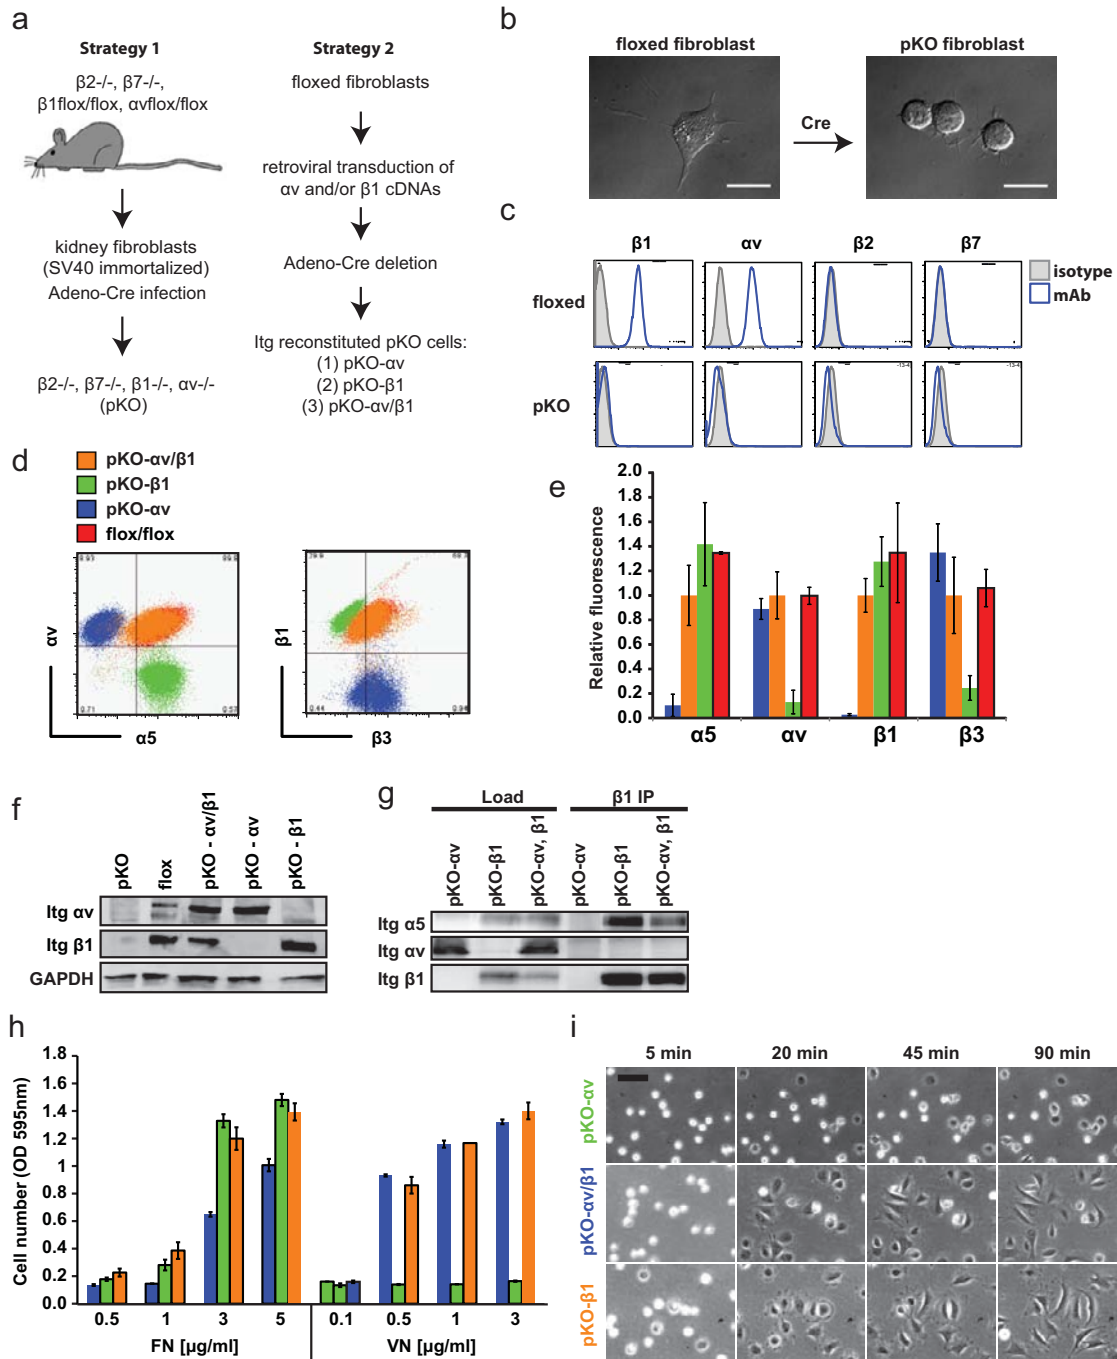 a
Strategy 1
β2-/-, β7-/-,
β1flox/flox, αvflox/flox
kidney fibroblasts
(SV40 immortalized)
Adeno-Cre infection
β2-/-, β7-/-, β1-/-, αv-/-
(pKO)
Strategy 2
floxed fibroblasts
retroviral transduction of
αv and/or β1 cDNAs
Adeno-Cre deletion
Itg reconstituted pKO cells:
(1) pKO-αv
(2) pKO-β1
(3) pKO-αv/β1
b
floxed fibroblast
pKO fibroblast
Cre
c
β1 αv β2 β7
floxed
pKO
isotype
mAb
d
pKO-αv/β1
pKO-β1
pKO-αv
flox/flox
αv
0.71 0.57
α5
β1
0.44 0.94
β3
e
Relative fluorescence
2.0
1.8
1.6
1.4
1.2
1.0
0.8
0.6
0.4
0.2
0.0
α5 αv β1 β3
f
pKO flox pKO - αv/β1 pKO - αv pKO - β1
Itg αv
Itg β1
GAPDH
g
Load β1 IP
pKO-αv pKO-β1 pKO-αv, β1 pKO-αv pKO-β1 pKO-αv, β1
Itg α5
Itg αv
Itg β1
h
Cell number (OD 595nm)
1.8
1.6
1.4
1.2
1
0.8
0.6
0.4
0.2
0.0
0.5 1 3 5 0.1 0.5 1 3
FN [µg/ml] VN [µg/ml]
i
5 min 20 min 45 min 90 min
pKO-αv
pKO-αv/β1
pKO-β1